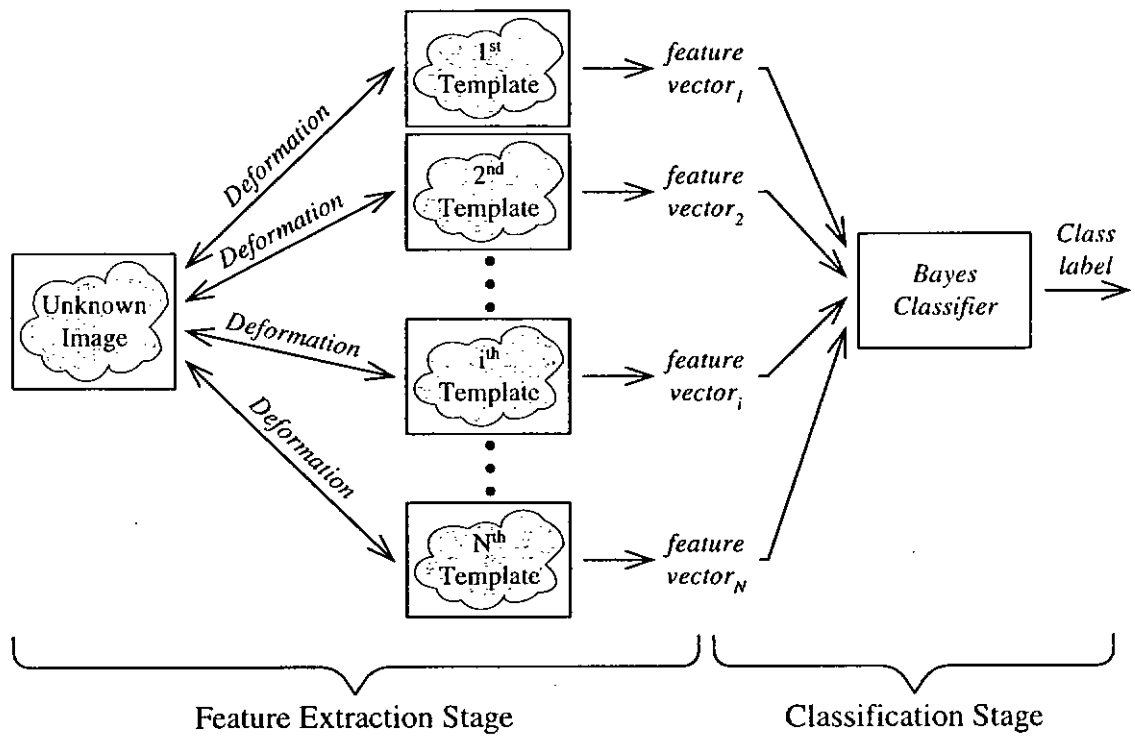 1st
Template
feature
vector1
Deformation
2nd
Template
feature
vector2
Deformation
Unknown
Image
Deformation
ith
Template
feature
vectori
Bayes
Classifier
Class
label
Deformation
Nth
Template
feature
vectorN
Feature Extraction Stage
Classification Stage